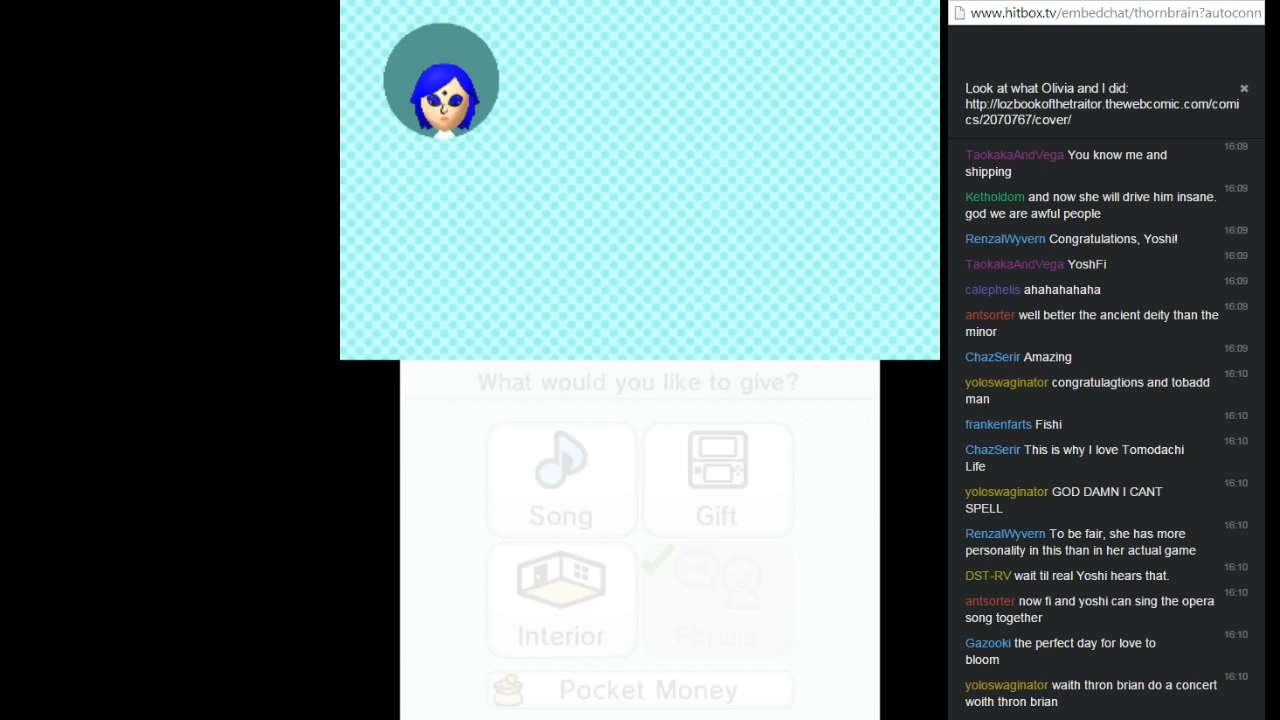 www.hitbox.tv/embedchat/thornbrain?autoconn
Look at what Olivia and I did:
http://lozbookofthetraitor.thewebcomic.com/comi
cs/2070767/cover/
16:09
TaokakaAndVega You know me and
shipping
16:09
Ketholdom and now she will drive him insane.
god we are awful people
16:09
RenzalWyvern Congratulations, Yoshi!
16:09
TaokakaAndVega YoshFi
16:09
calephelis ahahahahaha
16:09
antsorter well better the ancient deity than the
minor
16:09
ChazSerir Amazing
16:10
yoloswaginator congratulagtions and tobadd
man
16:10
frankenfarts Fishi
16:10
ChazSerir This is why I love Tomodachi
Life
16:10
yoloswaginator GOD DAMN I CANT
SPELL
16:10
RenzalWyvern To be fair, she has more
personality in this than in her actual game
16:10
DST-RV wait til real Yoshi hears that.
16:10
antsorter now fi and yoshi can sing the opera
song together
16:10
Gazooki the perfect day for love to
bloom
16:10
yoloswaginator waith thron brian do a concert
woith thron brian
What would you like to give?
Song
Gift
Interior
Phrase
Pocket Money